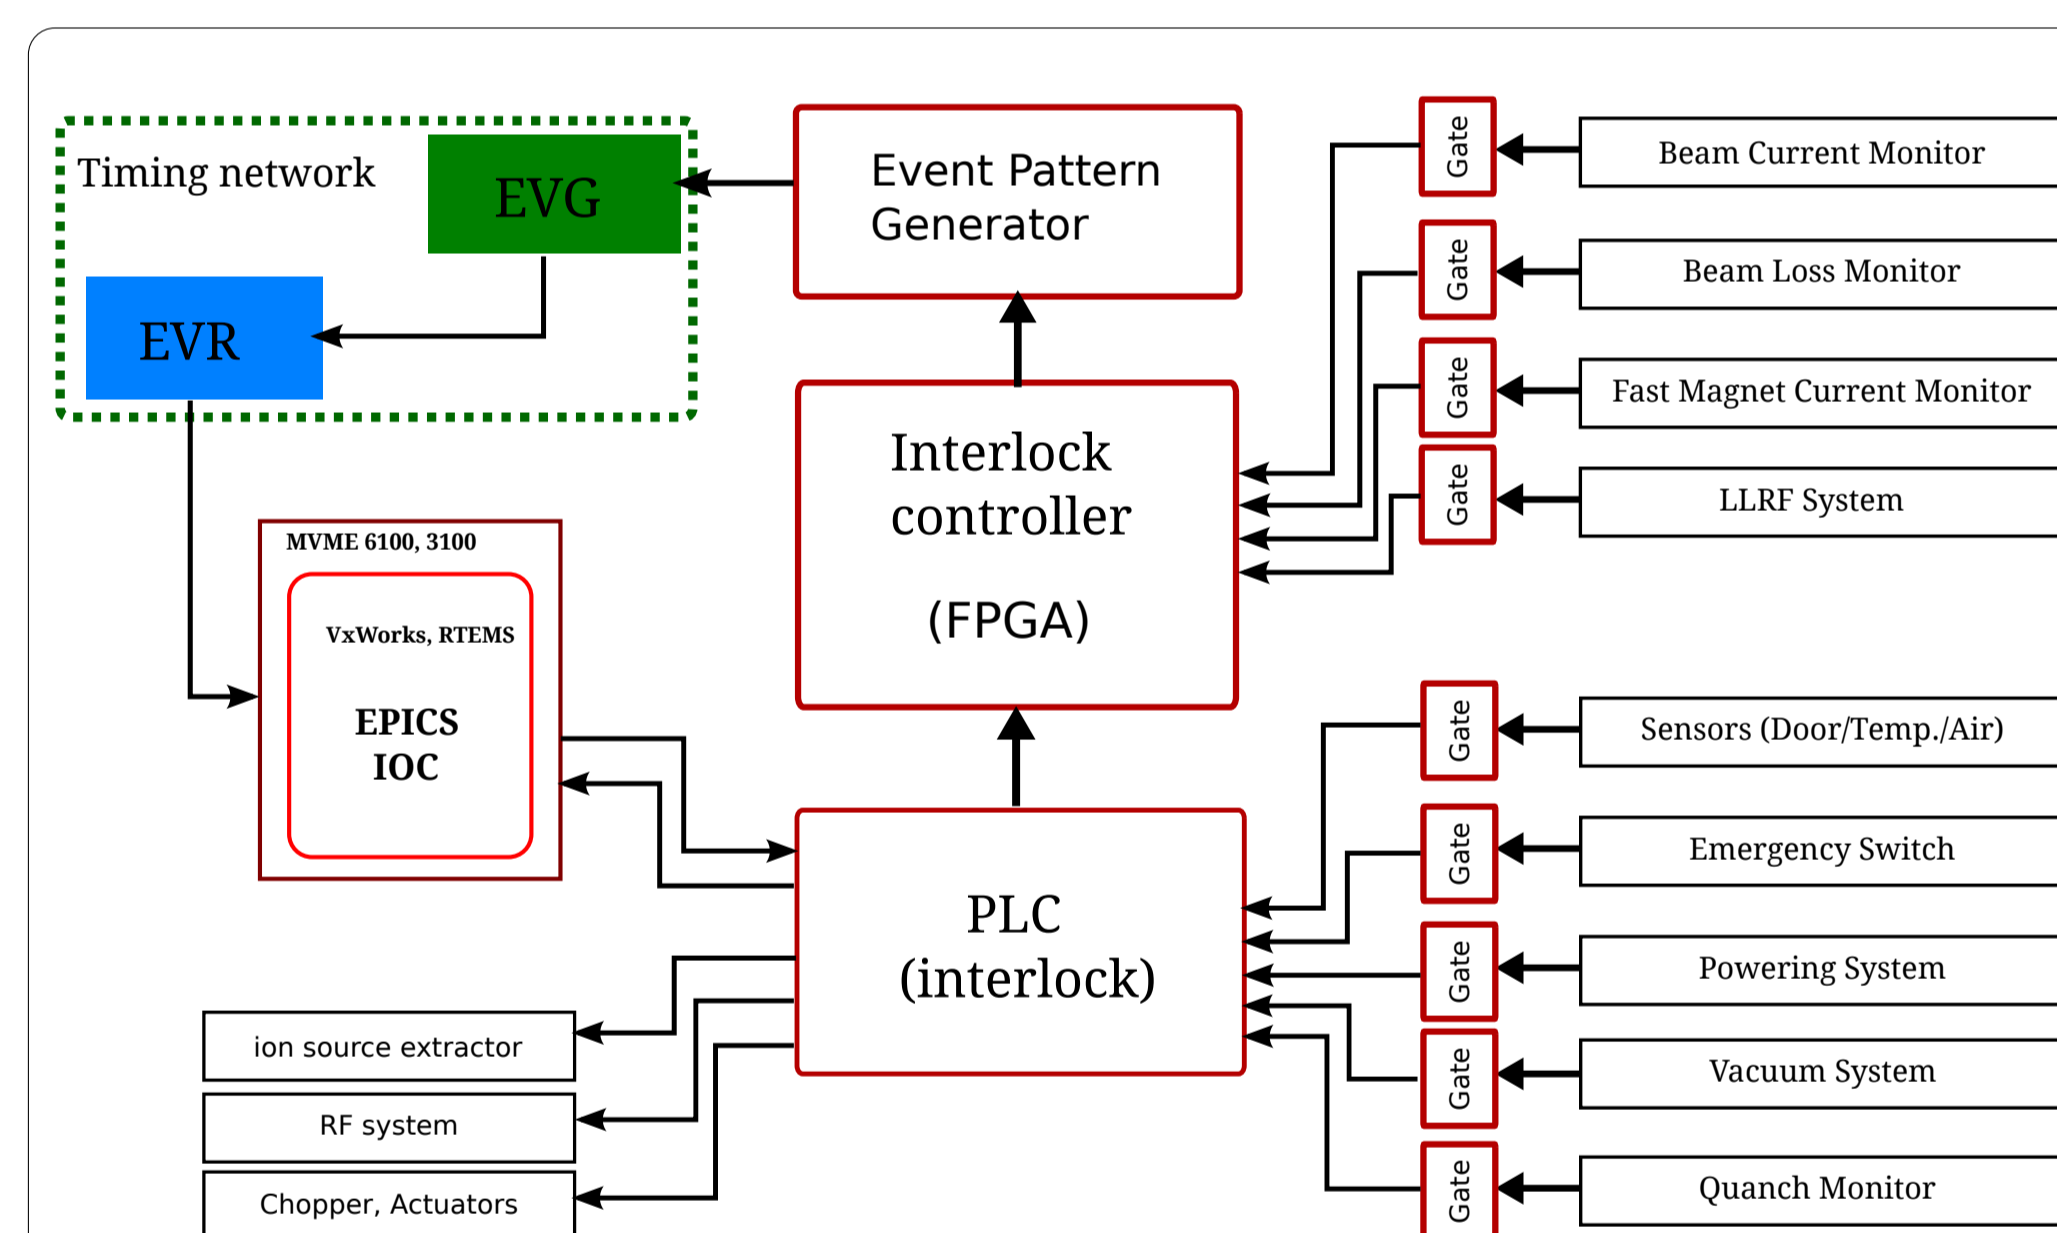 Timing network
EVG
EVR
Event Pattern
Generator
Interlock
controller
(FPGA)
MVME 6100, 3100
VxWorks, RTEMS
EPICS
IOC
PLC
(interlock)
ion source extractor
RF system
Chopper, Actuators
Gate
Beam Current Monitor
Gate
Beam Loss Monitor
Gate
Fast Magnet Current Monitor
Gate
LLRF System
Gate
Sensors (Door/Temp./Air)
Gate
Emergency Switch
Gate
Powering System
Gate
Vacuum System
Gate
Quanch Monitor